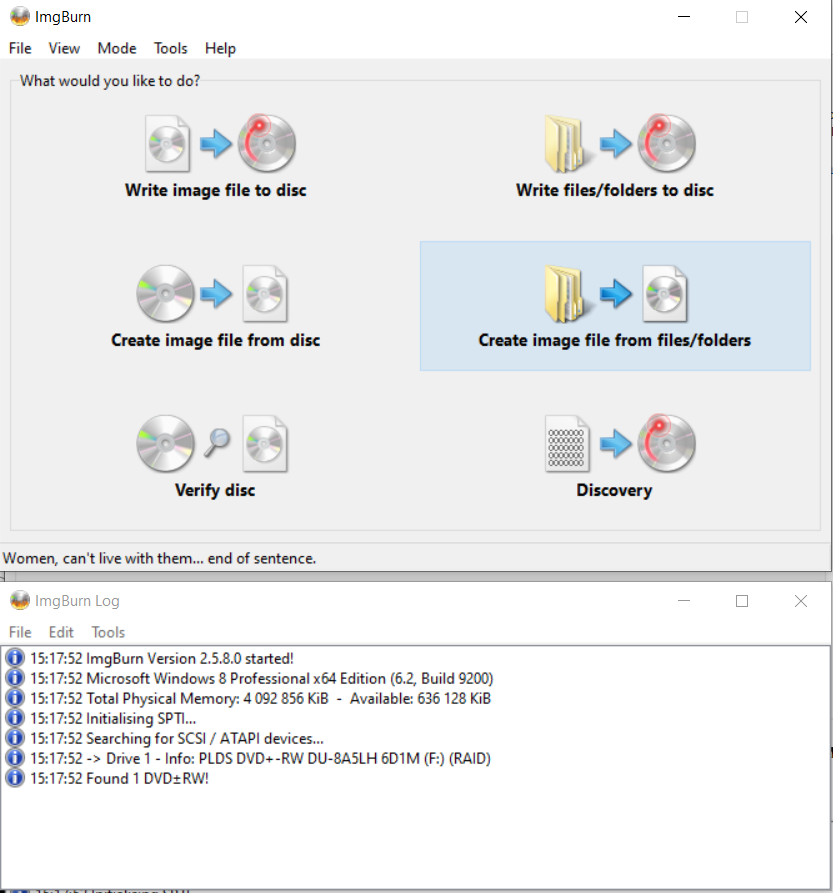 ImgBurn
File View Mode Tools Help
What would you like to do?
Write image file to disc
Write files/folders to disc
Create image file from disc
Create image file from files/folders
Verify disc
Discovery
Women, can't live with them... end of sentence.
ImgBurn Log
File Edit Tools
15:17:52 ImgBurn Version 2.5.8.0 started!
15:17:52 Microsoft Windows 8 Professional x64 Edition (6.2, Build 9200)
15:17:52 Total Physical Memory: 4 092 856 KiB - Available: 636 128 KiB
15:17:52 Initialising SPTI...
15:17:52 Searching for SCSI / ATAPI devices...
15:17:52 -> Drive 1 - Info: PLDS DVD+-RW DU-8A5LH 6D1M (F:) (RAID)
15:17:52 Found 1 DVD±RW!